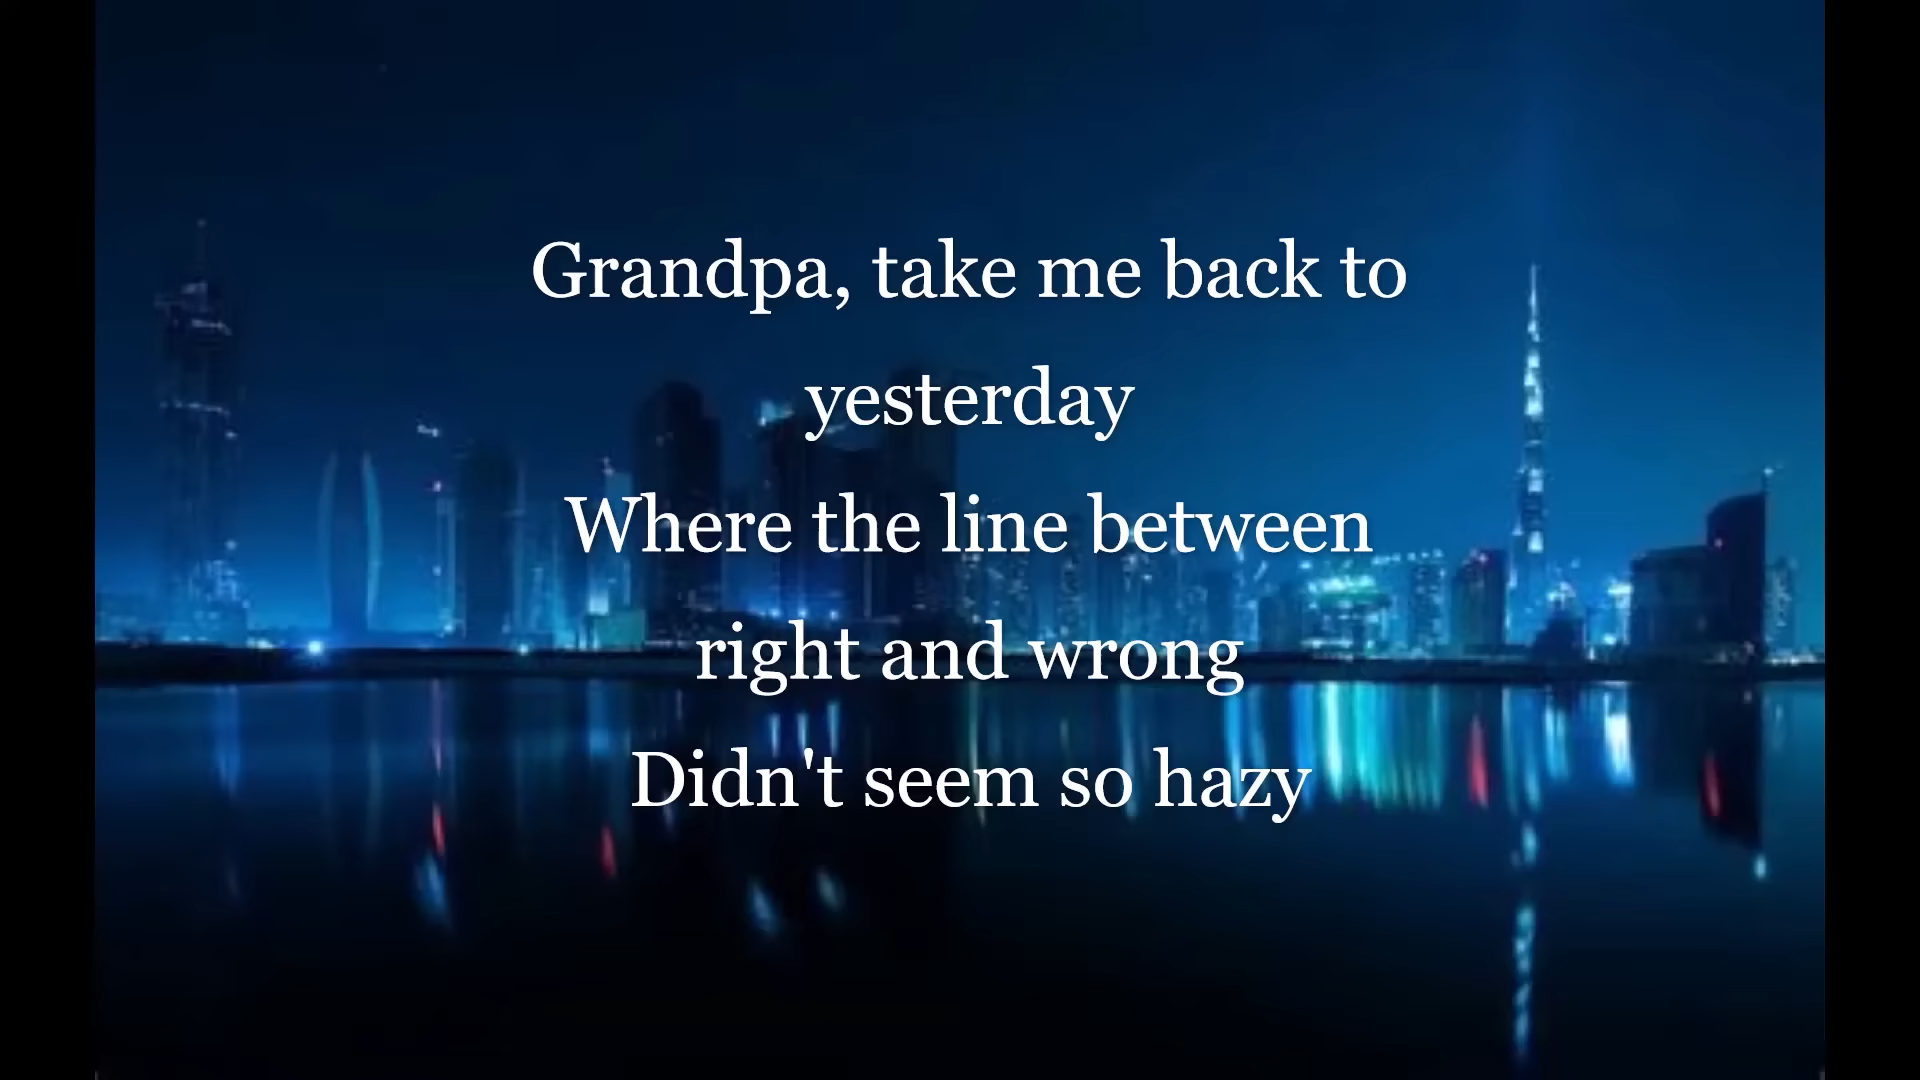 Grandpa, take me back to
yesterday
Where the line between
right and wrong
Didn't seem so hazy